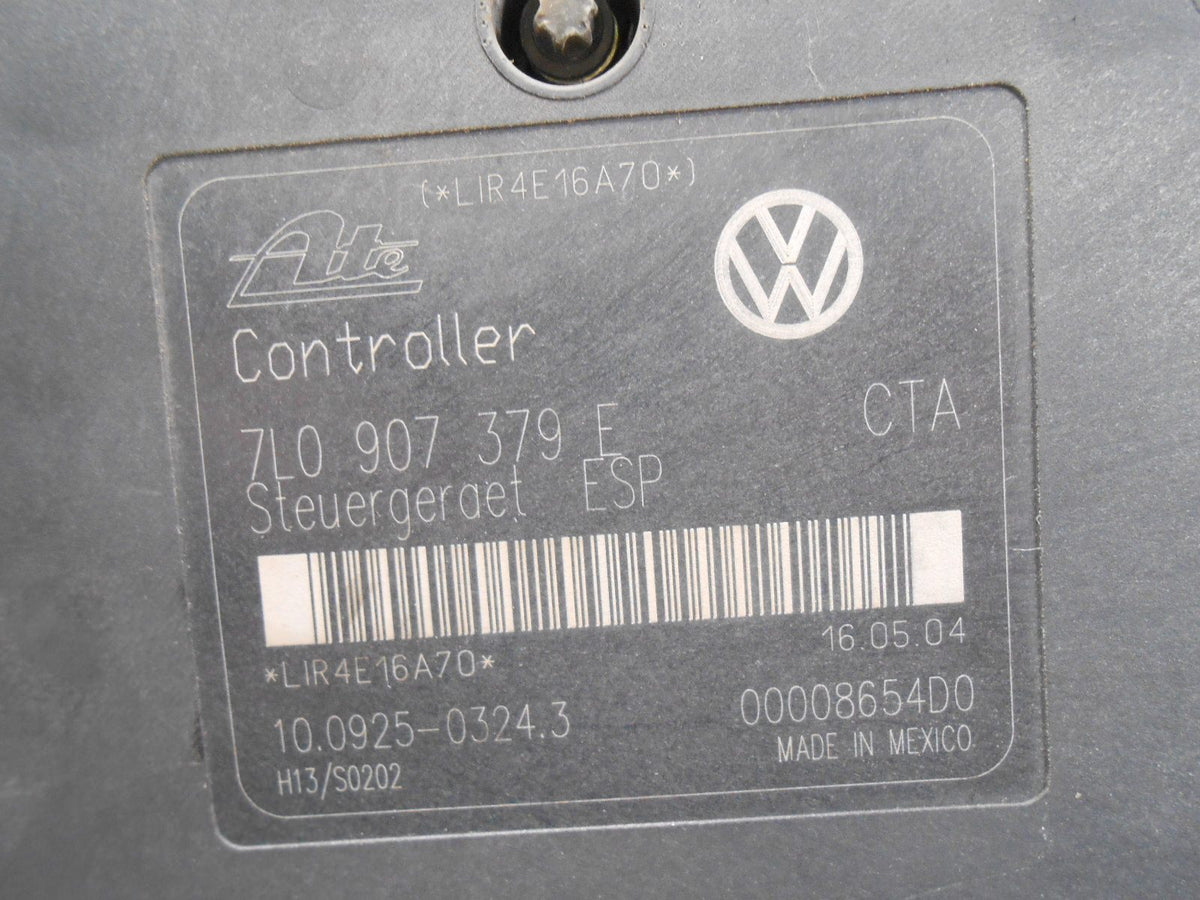 (*LIR4E16A70*)
Ate
VW
Controller
7L0 907 379 E
CTA
Steuergeraet ESP
16.05.04
*LIR4E16A70*
10.0925-0324.3
00008654D0
H13/S0202
MADE IN MEXICO